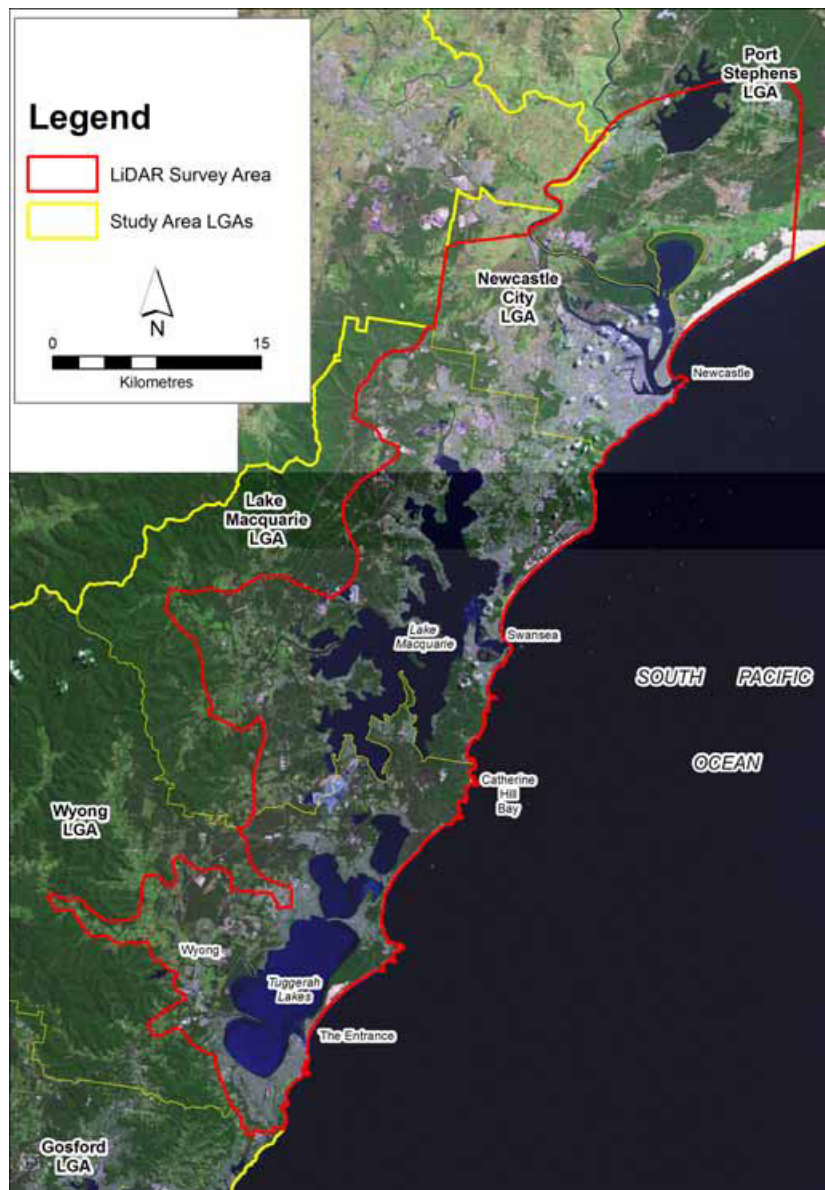 Port
Stephens
LGA
Legend
LiDAR Survey Area
Study Area LGAs
N
0 15
Kilometres
Newcastle
City
LGA
Newcastle
Lake
Macquarie
LGA
Lake
Macquarie
Swansea
SOUTH PACIFIC
OCEAN
Catherine
Hill
Bay
Wyong
LGA
Wyong
Tuggerah
Lakes
The Entrance
Gosford
LGA